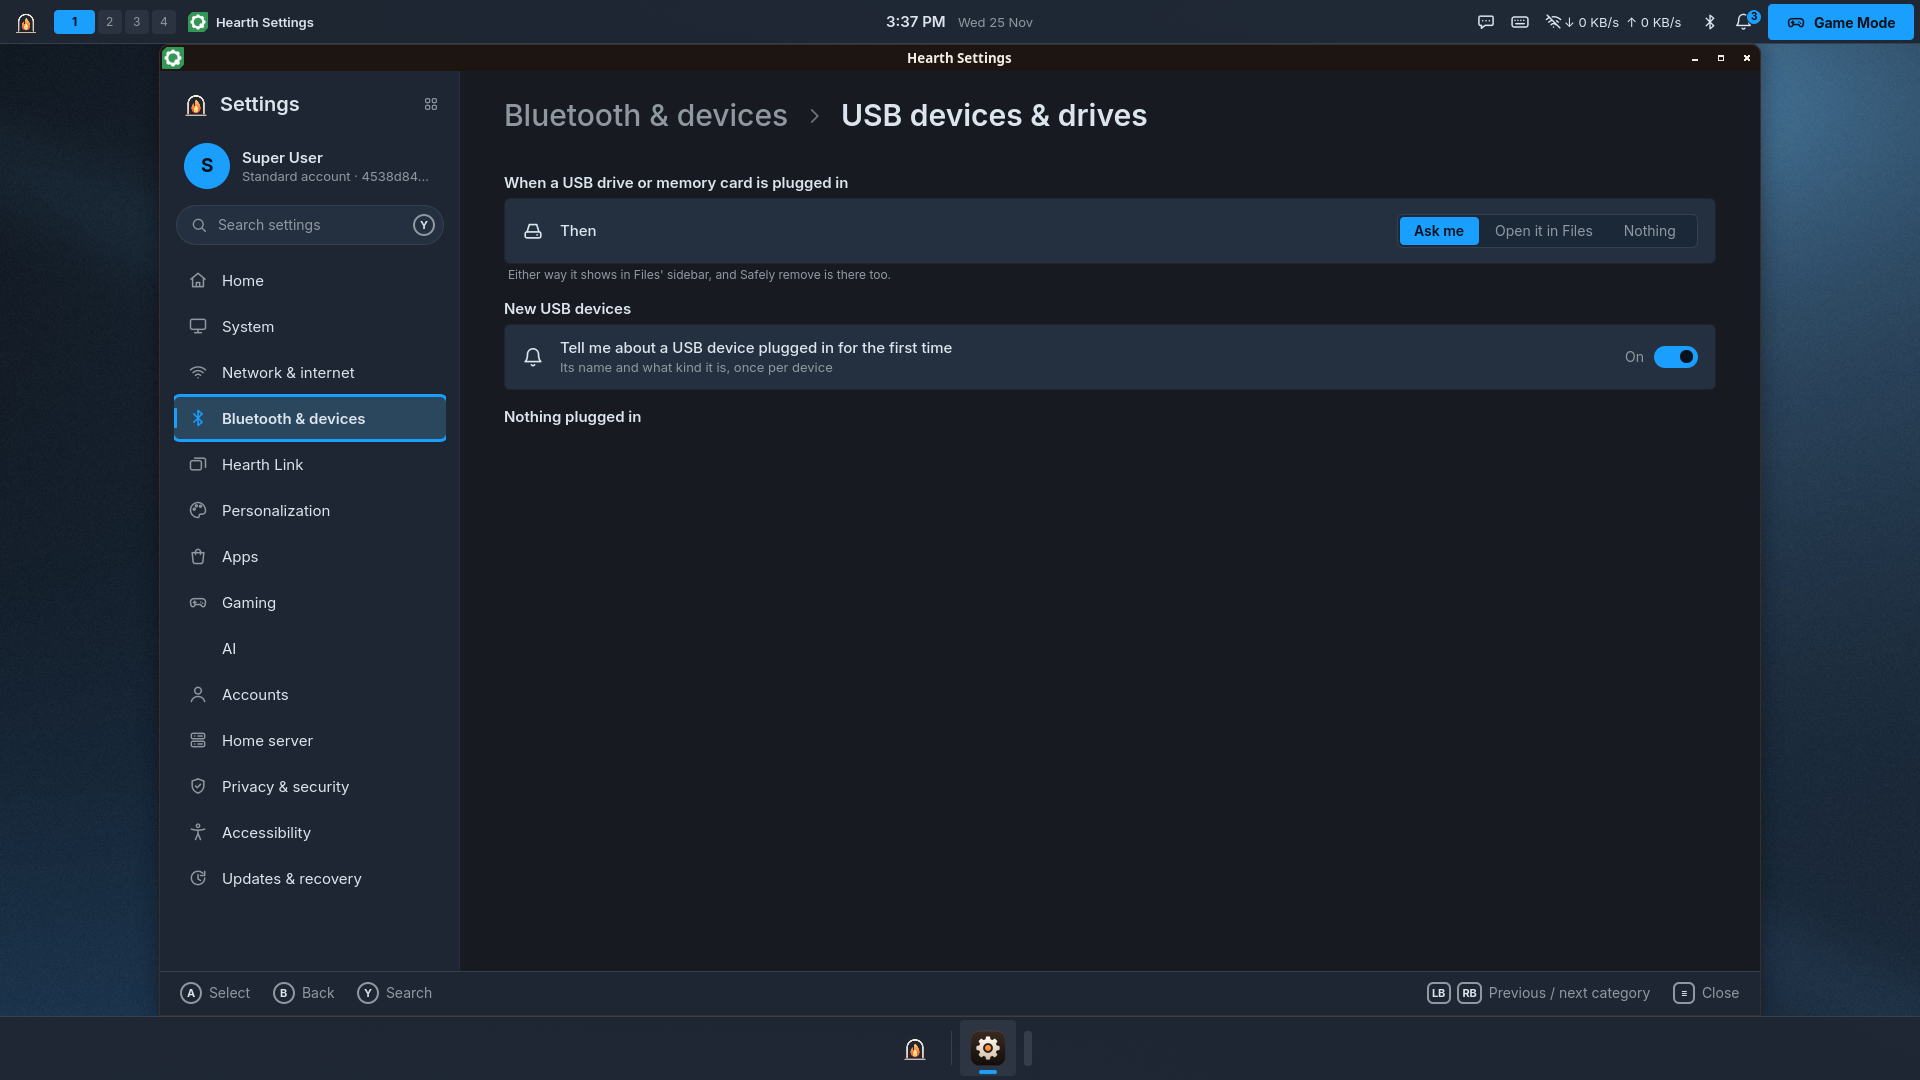 1 2 3 4 Hearth Settings 3:37 PM Wed 25 Nov ↓ 0 KB/s ↑ 0 KB/s 3 Game Mode
Hearth Settings
Settings
S Super User
Standard account · 4538d84...
Search settings Y
Home
System
Network & internet
Bluetooth & devices
Hearth Link
Personalization
Apps
Gaming
AI
Accounts
Home server
Privacy & security
Accessibility
Updates & recovery
Bluetooth & devices > USB devices & drives
When a USB drive or memory card is plugged in
Then Ask me Open it in Files Nothing
Either way it shows in Files' sidebar, and Safely remove is there too.
New USB devices
Tell me about a USB device plugged in for the first time
Its name and what kind it is, once per device
On
Nothing plugged in
A Select B Back Y Search LB RB Previous / next category ≡ Close